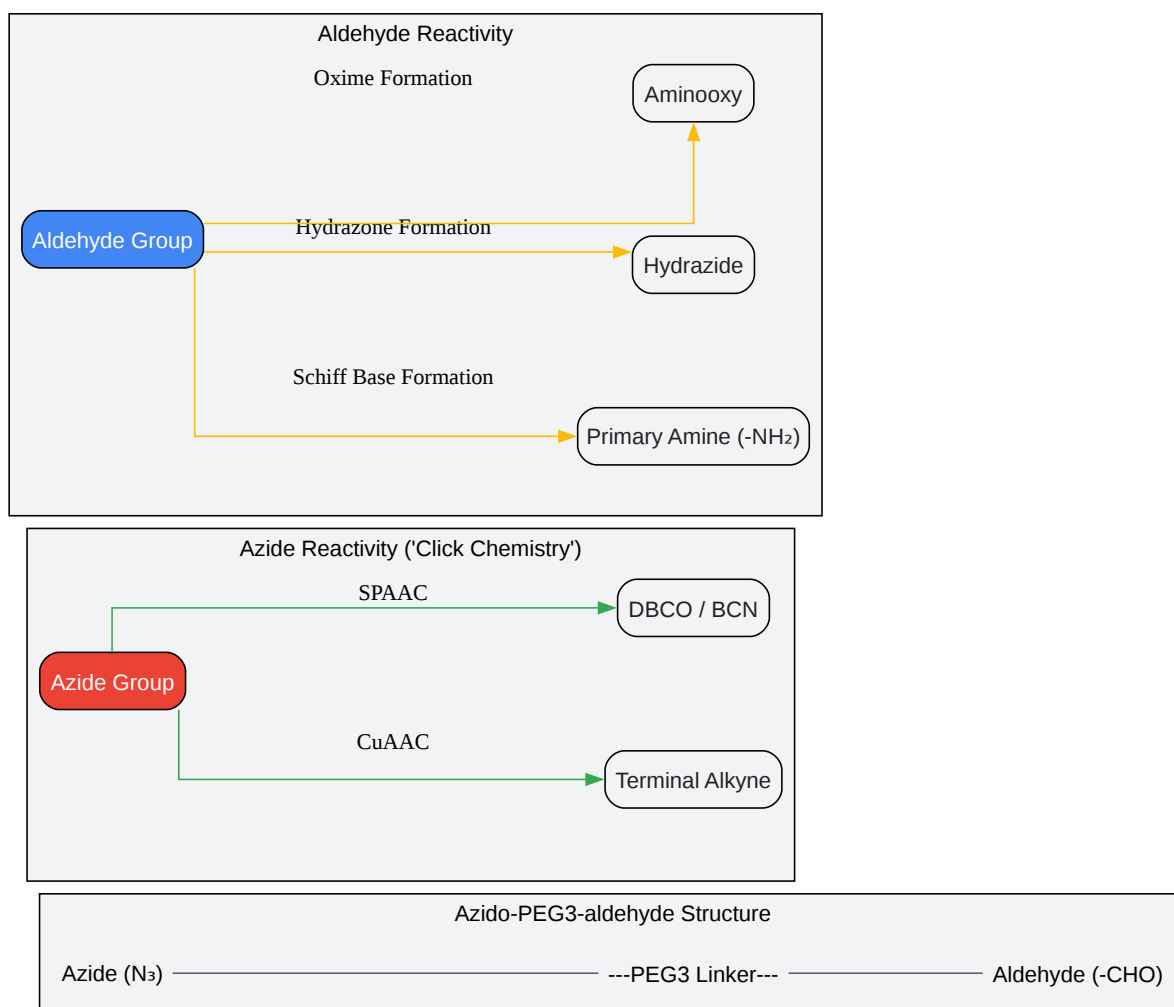 Aldehyde Reactivity
Oxime Formation
Aminooxy
Aldehyde Group
Hydrazone Formation
Hydrazide
Schiff Base Formation
Primary Amine (-NH₂)
Azide Reactivity ('Click Chemistry')
SPAAC
DBCO / BCN
Azide Group
CuAAC
Terminal Alkyne
Azido-PEG3-aldehyde Structure
Azide (N₃) ---PEG3 Linker--- Aldehyde (-CHO)